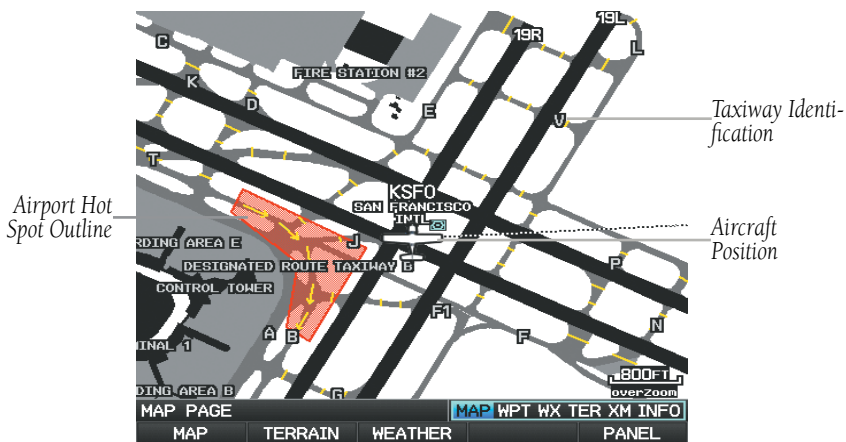 19L
19R
C
L
FIRE STATION #2
K
D
E
V
Taxiway Identi-
fication
T
KSFO
SAN FRANCISCO
INTL
Airport Hot
Spot Outline
J
RDING AREA E
Aircraft
Position
DESIGNATED ROUTE TAXIWAY B
P
CONTROL TOWER
F1
N
A
B
F
MINAL 1
800FT
overzoom
DING AREA B
G
MAP PAGE
MAP WPT WX TER XM INFO
MAP TERRAIN WEATHER PANEL